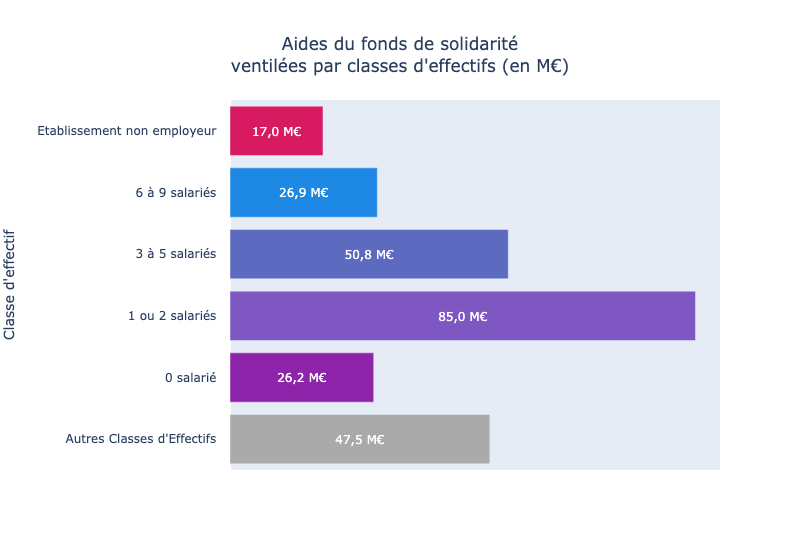 Aides du fonds de solidarité
ventilées par classes d'effectifs (en M€)
Classe d'effectif
Etablissement non employeur
17,0 M€
6 à 9 salariés
26,9 M€
3 à 5 salariés
50,8 M€
1 ou 2 salariés
85,0 M€
0 salarié
26,2 M€
Autres Classes d'Effectifs
47,5 M€